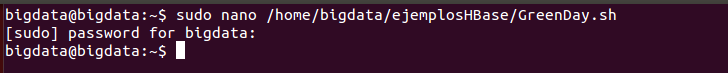 bigdata@bigdata:~$ sudo nano /home/bigdata/ejemplosHBase/GreenDay.sh
[sudo] password for bigdata:
bigdata@bigdata:~$